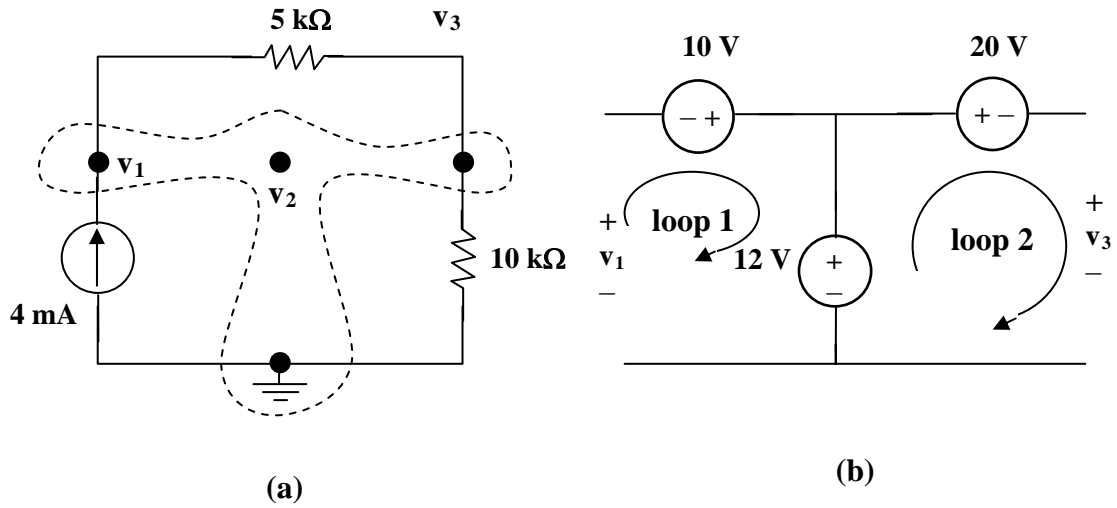 5 kΩ
v₃
v₁
v₂
10 kΩ
4 mA
(a)
10 V
20 V
– +
+ –
+
v₁
–
loop 1
12 V
+
–
loop 2
+
v₃
–
(b)